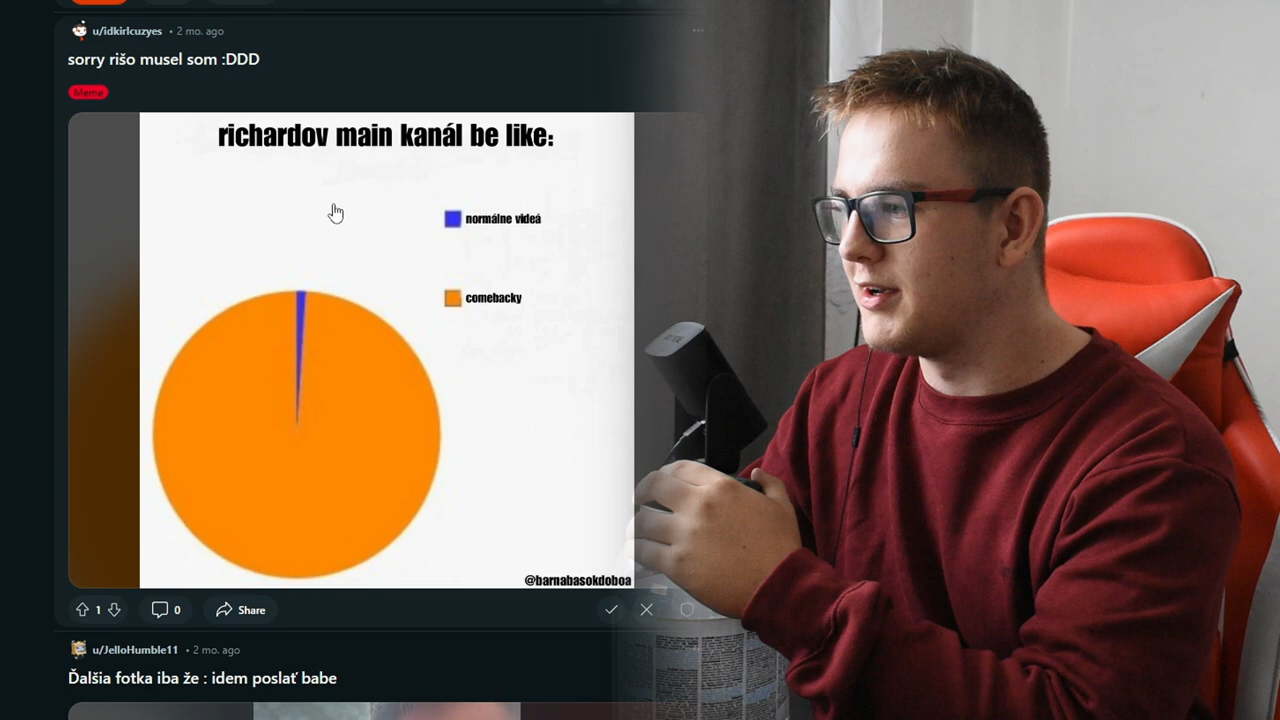 u/idkirlcuzyes • 2 mo. ago
sorry rišo musel som :DDD
Meme
richardov main kanál be like:
normálne videá
comebacky
@barnabasokdoboa
1
0
Share
u/JelloHumble11 • 2 mo. ago
Ďalšia fotka iba že : idem poslať babe